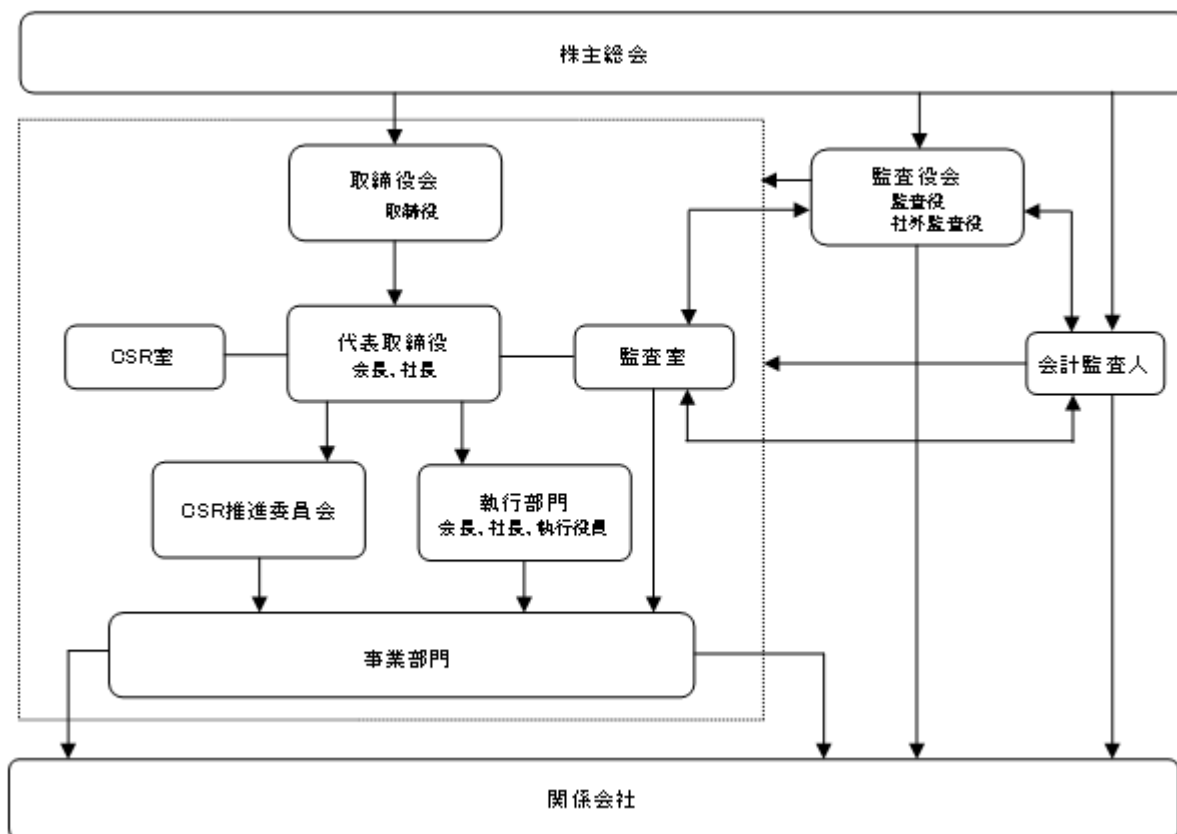 株主総会
取締役会
取締役
監査役会
監査役
社外監査役
CSR室
代表取締役
会長、社長
監査室
会計監査人
CSR推進委員会
執行部門
会長、社長、執行役員
事業部門
関係会社